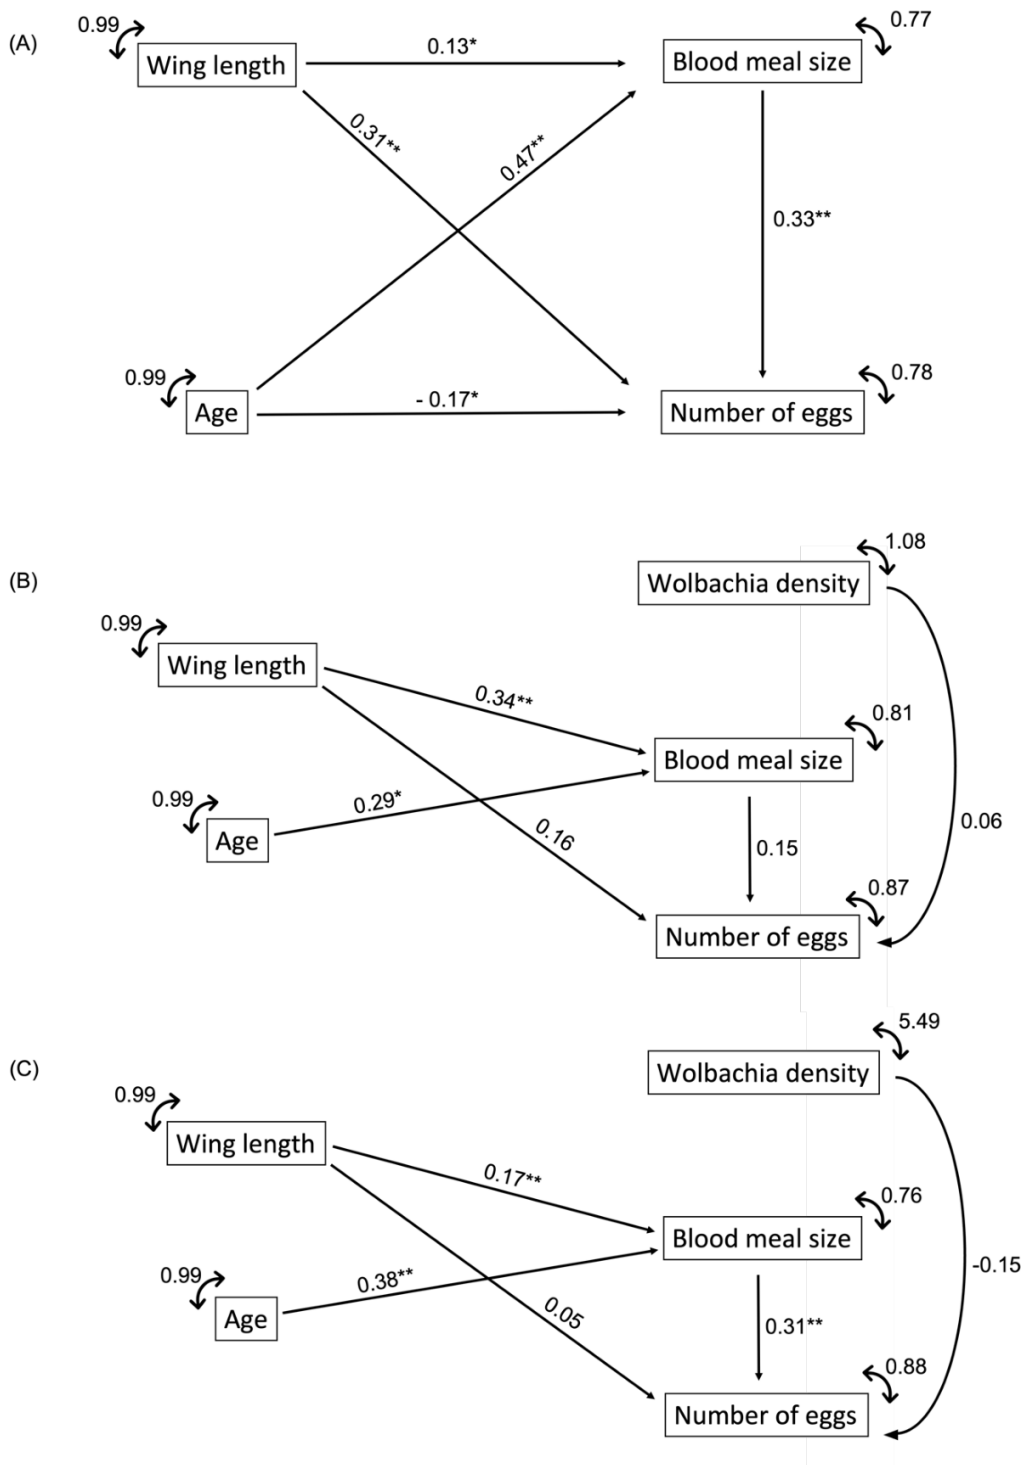 (A)
0.99
Wing length
0.13*
0.77
Blood meal size
0.31**
0.47**
0.33**
0.99
Age
- 0.17*
0.78
Number of eggs
(B)
1.08
Wolbachia density
0.99
Wing length
0.34**
0.81
Blood meal size
0.99
Age
0.29*
0.16
0.15
0.06
0.87
Number of eggs
(C)
5.49
Wolbachia density
0.99
Wing length
0.17**
0.76
Blood meal size
-0.15
0.99
Age
0.38**
0.05
0.31**
0.88
Number of eggs